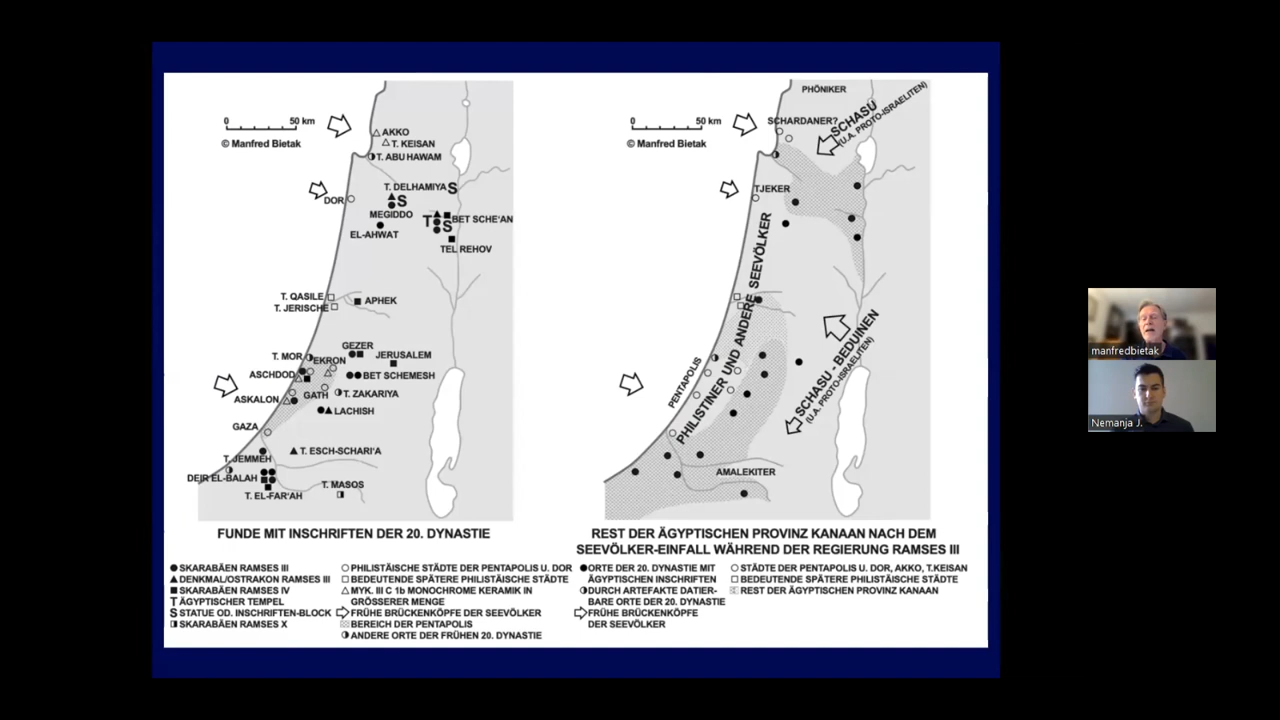 0 50 km
© Manfred Bietak
AKKO
T. KEISAN
T. ABU HAWAM
T. DELHAMIYA S
DOR
S
MEGIDDO
T S BET SCHE'AN
EL-AHWAT
TEL REHOV
T. QASILE
APHEK
T. JERISCHE
GEZER
T. MOR
EKRON
JERUSALEM
ASCHDOD
BET SCHEMESH
GATH
T. ZAKARIYA
ASKALON
LACHISH
GAZA
T. ESCH-SCHARI'A
T. JEMMEH
DEIR EL-BALAH
T. MASOS
T. EL-FAR'AH
FUNDE MIT INSCHRIFTEN DER 20. DYNASTIE
SKARABÄEN RAMSES III
DENKMAL/OSTRAKON RAMSES III
SKARABÄEN RAMSES IV
T ÄGYPTISCHER TEMPEL
S STATUE OD. INSCHRIFTEN-BLOCK
SKARABÄEN RAMSES X
PHILISTÄISCHE STÄDTE DER PENTAPOLIS U. DOR
BEDEUTENDE SPÄTERE PHILISTÄISCHE STÄDTE
MYK. III C 1b MONOCHROME KERAMIK IN
GRÖSSERER MENGE
FRÜHE BRÜCKENKÖPFE DER SEEVÖLKER
BEREICH DER PENTAPOLIS
ANDERE ORTE DER FRÜHEN 20. DYNASTIE
0 50 km
© Manfred Bietak
PHÖNIKER
SCHARDANER?
SCHASU
(U.A. PROTO-ISRAELITEN)
TJEKER
PHILISTINER UND ANDERE SEEVÖLKER
PENTAPOLIS
SCHASU - BEDUINEN
(U.A. PROTO-ISRAELITEN)
AMALEKITER
REST DER ÄGYPTISCHEN PROVINZ KANAAN NACH DEM
SEEVÖLKER-EINFALL WÄHREND DER REGIERUNG RAMSES III
ORTE DER 20. DYNASTIE MIT
ÄGYPTISCHEN INSCHRIFTEN
DURCH ARTEFAKTE DATIER-
BARE ORTE DER 20. DYNASTIE
FRÜHE BRÜCKENKÖPFE
DER SEEVÖLKER
STÄDTE DER PENTAPOLIS U. DOR, AKKO, T.KEISAN
BEDEUTENDE SPÄTERE PHILISTÄISCHE STÄDTE
REST DER ÄGYPTISCHEN PROVINZ KANAAN
manfredbietak
Nemanja J.